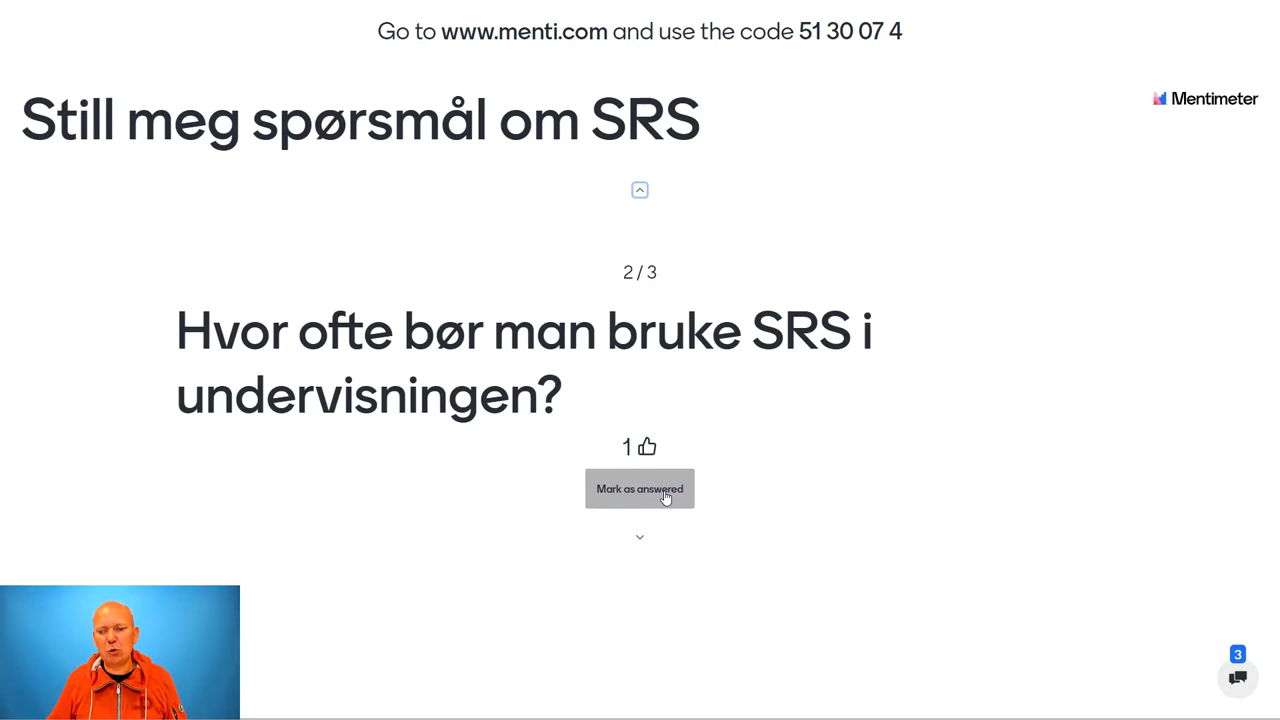 Go to www.menti.com and use the code 51 30 07 4
Still meg spørsmål om SRS
Mentimeter
2 / 3
Hvor ofte bør man bruke SRS i
undervisningen?
1
Mark as answered
3